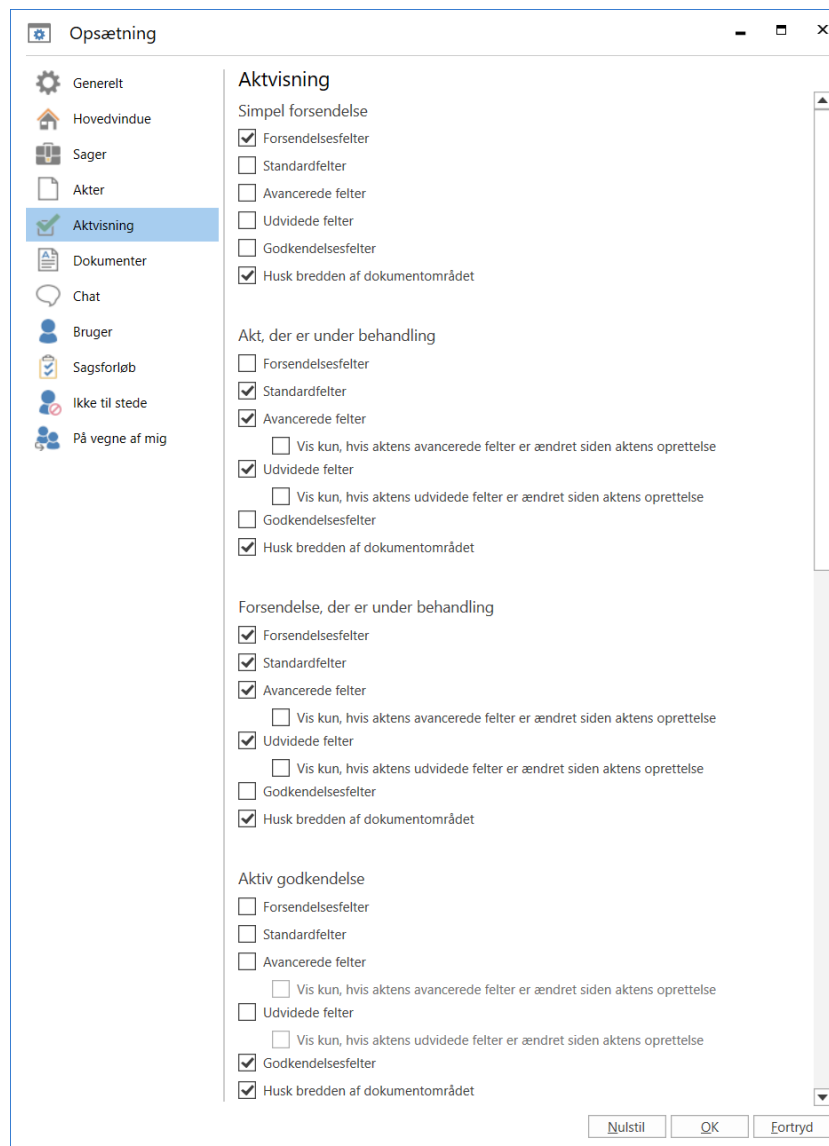 Opsætning
Generelt
Hovedvindue
Sager
Akter
Aktvisning
Dokumenter
Chat
Bruger
Sagsforløb
Ikke til stede
På vegne af mig
Aktvisning
Simpel forsendelse
Forsendelsesfelter
Standardfelter
Avancerede felter
Udvidede felter
Godkendelsesfelter
Husk bredden af dokumentområdet
Akt, der er under behandling
Forsendelsesfelter
Standardfelter
Avancerede felter
Vis kun, hvis aktens avancerede felter er ændret siden aktens oprettelse
Udvidede felter
Vis kun, hvis aktens udvidede felter er ændret siden aktens oprettelse
Godkendelsesfelter
Husk bredden af dokumentområdet
Forsendelse, der er under behandling
Forsendelsesfelter
Standardfelter
Avancerede felter
Vis kun, hvis aktens avancerede felter er ændret siden aktens oprettelse
Udvidede felter
Vis kun, hvis aktens udvidede felter er ændret siden aktens oprettelse
Godkendelsesfelter
Husk bredden af dokumentområdet
Aktiv godkendelse
Forsendelsesfelter
Standardfelter
Avancerede felter
Vis kun, hvis aktens avancerede felter er ændret siden aktens oprettelse
Udvidede felter
Vis kun, hvis aktens udvidede felter er ændret siden aktens oprettelse
Godkendelsesfelter
Husk bredden af dokumentområdet
Nulstil OK Fortryd